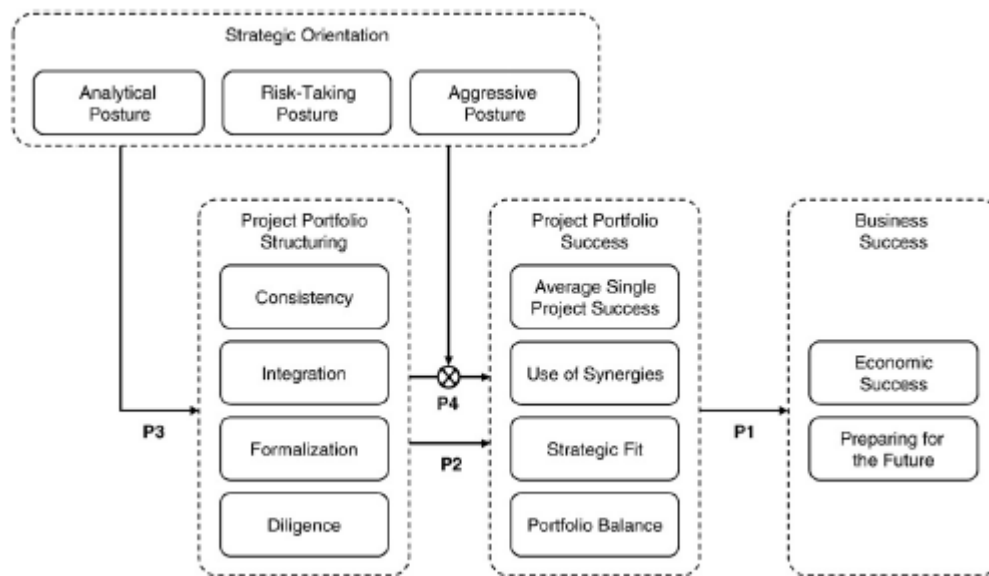 Strategic Orientation
Analytical
Posture
Risk-Taking
Posture
Aggressive
Posture
Project Portfolio
Structuring
Consistency
Integration
Formalization
Diligence
Project Portfolio
Success
Average Single
Project Success
Use of Synergies
Strategic Fit
Portfolio Balance
Business
Success
Economic
Success
Preparing for
the Future
P3
P4
P2
P1